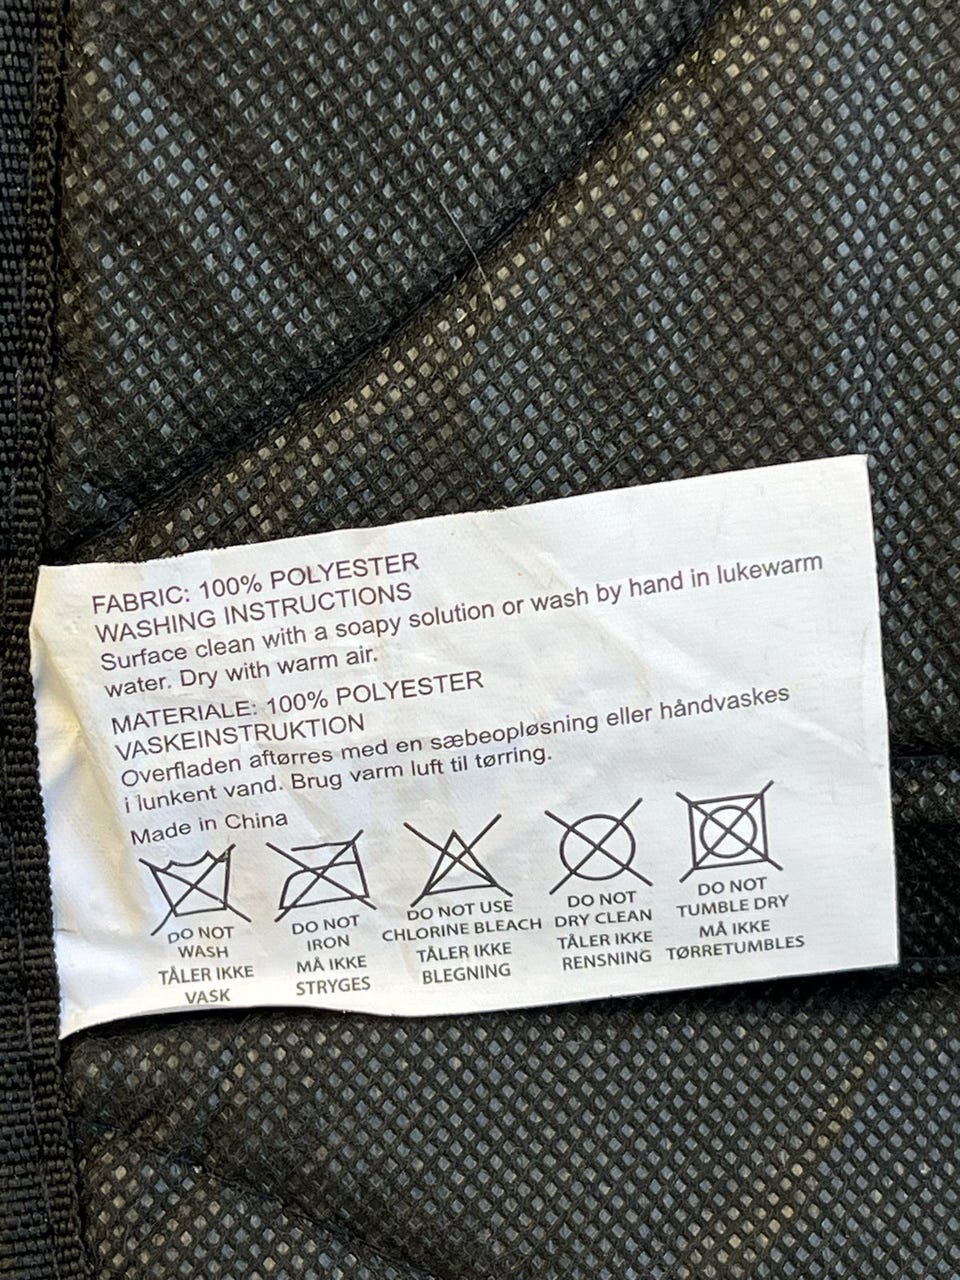 FABRIC: 100% POLYESTER
WASHING INSTRUCTIONS
Surface clean with a soapy solution or wash by hand in lukewarm
water. Dry with warm air.
MATERIALE: 100% POLYESTER
VASKEINSTRUKTION
Overfladen aftørres med en sæbeopløsning eller håndvaskes
i lunkent vand. Brug varm luft til tørring.
Made in China
DO NOT
WASH
TÅLER IKKE
VASK
DO NOT
IRON
MÅ IKKE
STRYGES
DO NOT USE
CHLORINE BLEACH
TÅLER IKKE
BLEGNING
DO NOT
DRY CLEAN
TÅLER IKKE
RENSNING
DO NOT
TUMBLE DRY
MÅ IKKE
TØRRETUMBLES